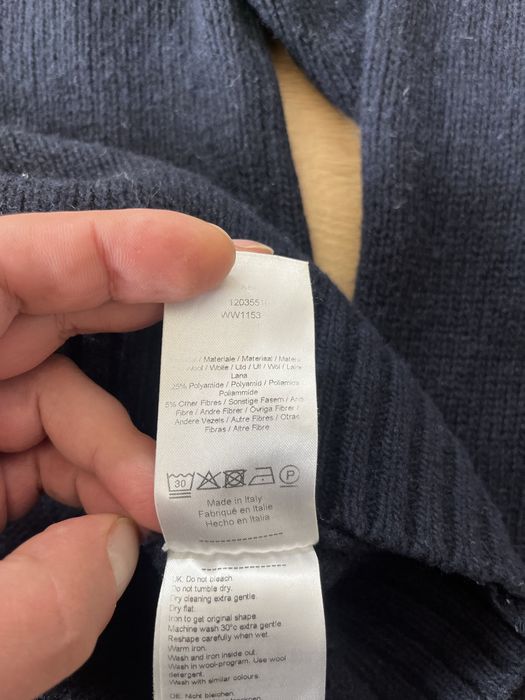 WW1153
/ Materiale / Material / Materi
Wool / Wolle / Uld / Ull / Wol / Laine
Lana
25% Polyamide / Polyamid / Poliamida
Poliammide
5% Other Fibres / Sonstige Fasern / And
Fibre / Andre Fibrer / Övriga Fibrer /
Andere Vezels / Autre Fibres / Otras
Fibras / Altre Fibre
30
P
Made in Italy
Fabriqué en Italie
Hecho en Italia
UK: Do not bleach.
Do not tumble dry.
Dry cleaning extra gentle.
Dry flat.
Iron to get original shape
Machine wash 30°c extra gentle.
Reshape carefully when wet.
Warm iron.
Wash and iron inside out.
Wash in wool-program. Use wool
detergent.
Wash with similar colours.
DE: Nicht bleichen.